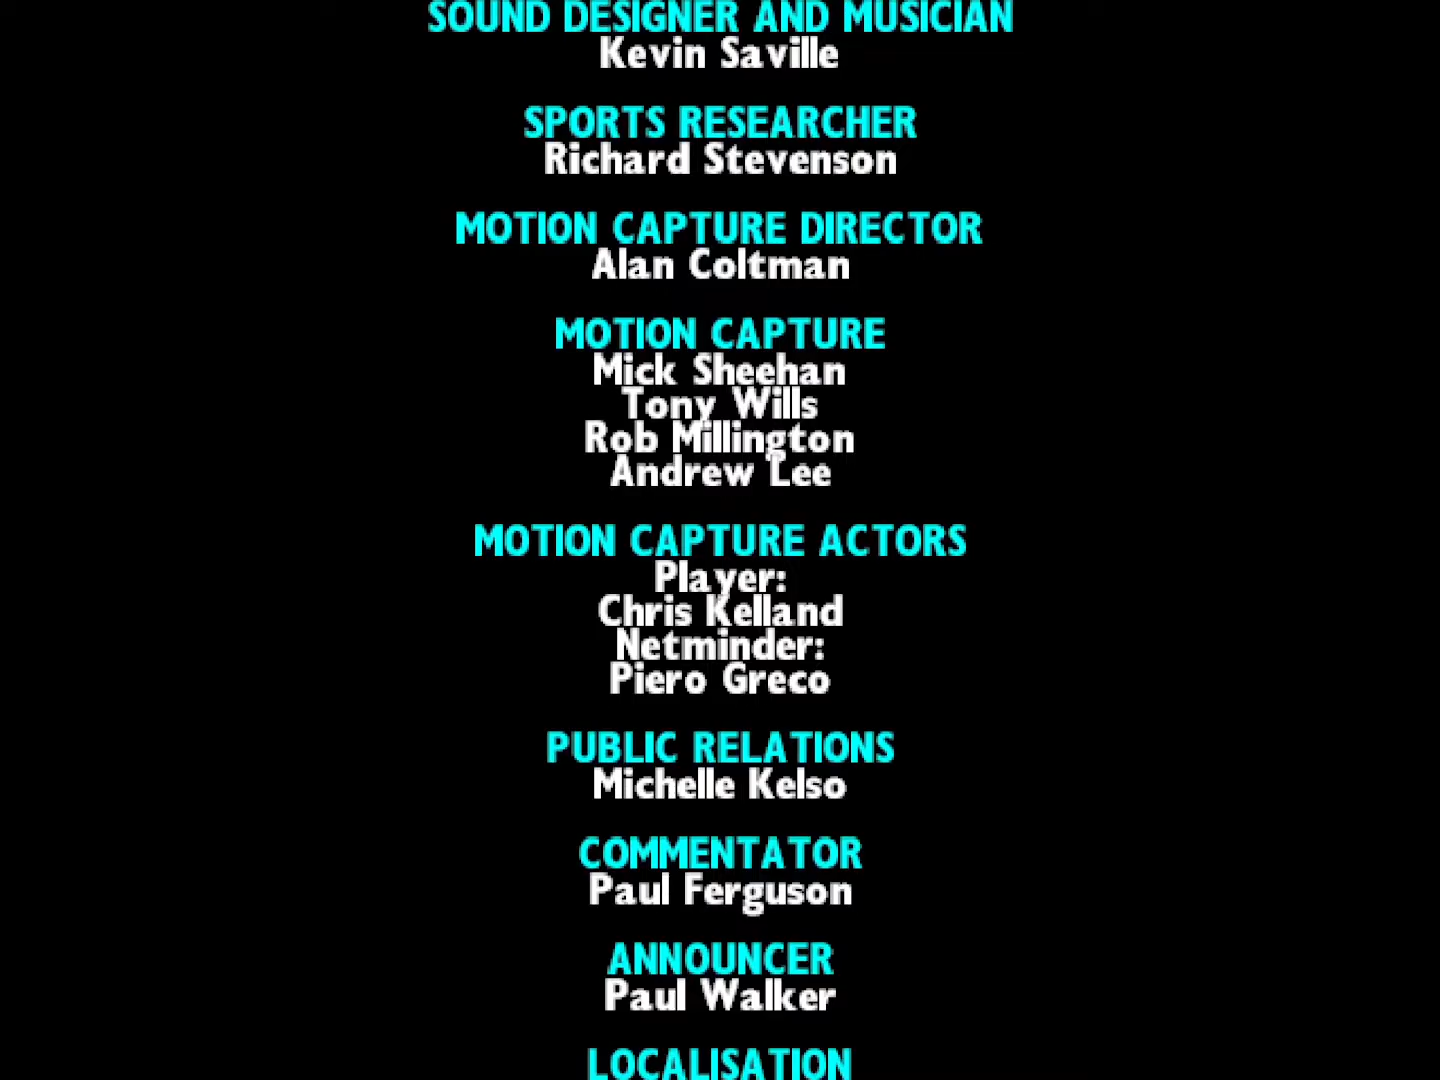 SOUND DESIGNER AND MUSICIAN
Kevin Saville
SPORTS RESEARCHER
Richard Stevenson
MOTION CAPTURE DIRECTOR
Alan Coltman
MOTION CAPTURE
Mick Sheehan
Tony Wills
Rob Millington
Andrew Lee
MOTION CAPTURE ACTORS
Player:
Chris Kelland
Netminder:
Piero Greco
PUBLIC RELATIONS
Michelle Kelso
COMMENTATOR
Paul Ferguson
ANNOUNCER
Paul Walker
LOCALISATION